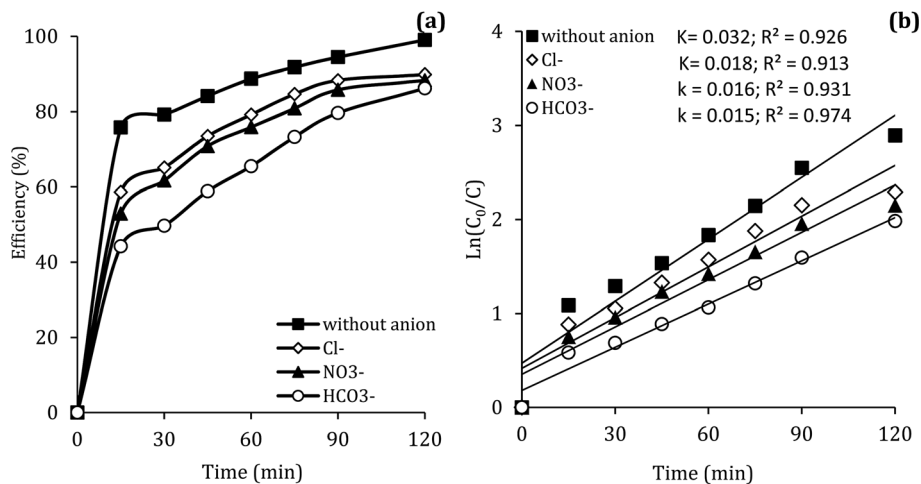 (a)
100
80
60
40
20
0
Efficiency (%)
without anion
Cl-
NO3-
HCO3-
0
30
60
90
120
Time (min)
(b)
without anion K= 0.032; R² = 0.926
Cl- K= 0.018; R² = 0.913
NO3- k = 0.016; R² = 0.931
HCO3- k = 0.015; R² = 0.974
4
3
2
1
0
Ln(C₀/C)
0
30
60
90
120
Time (min)